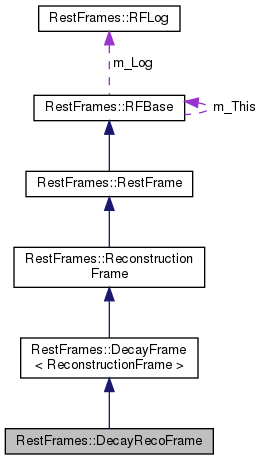 RestFrames::RFLog
m_Log
RestFrames::RFBase
m_This
RestFrames::RestFrame
RestFrames::Reconstruction
Frame
RestFrames::DecayFrame
< ReconstructionFrame >
RestFrames::DecayRecoFrame